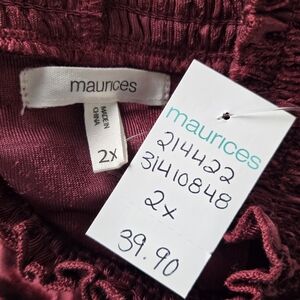 maurices
MADE IN
CHINA
2X
maurices
214422
31410848
2x
39.90